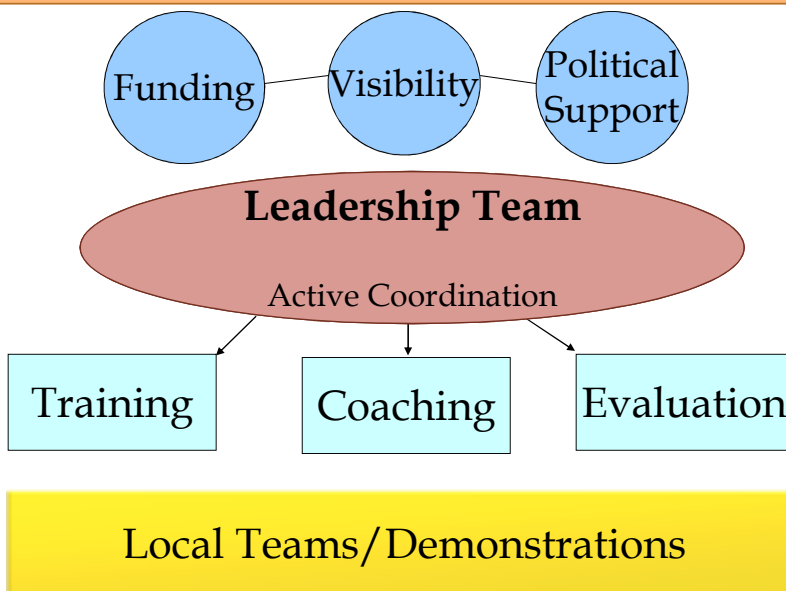 Funding
Visibility
Political
Support
Leadership Team
Active Coordination
Training
Coaching
Evaluation
Local Teams/Demonstrations